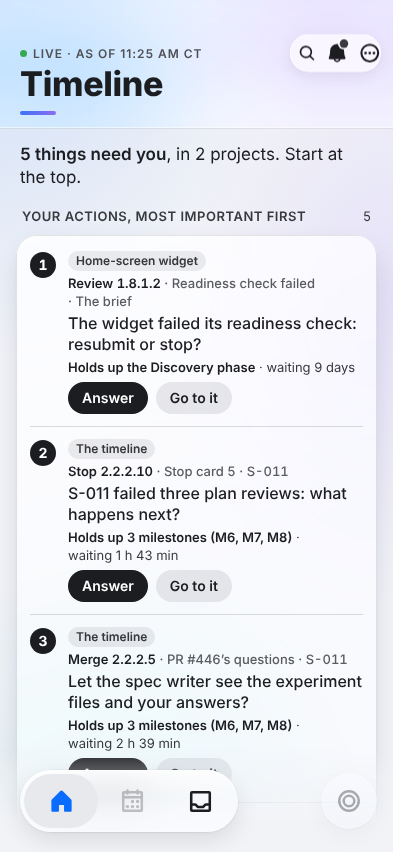 LIVE · AS OF 11:25 AM CT
Timeline
5 things need you, in 2 projects. Start at
the top.
YOUR ACTIONS, MOST IMPORTANT FIRST 5
1 Home-screen widget
Review 1.8.1.2 · Readiness check failed
· The brief
The widget failed its readiness check:
resubmit or stop?
Holds up the Discovery phase · waiting 9 days
Answer Go to it
2 The timeline
Stop 2.2.2.10 · Stop card 5 · S-011
S-011 failed three plan reviews: what
happens next?
Holds up 3 milestones (M6, M7, M8) ·
waiting 1 h 43 min
Answer Go to it
3 The timeline
Merge 2.2.2.5 · PR #446’s questions · S-011
Let the spec writer see the experiment
files and your answers?
Holds up 3 milestones (M6, M7, M8) ·
waiting 2 h 39 min